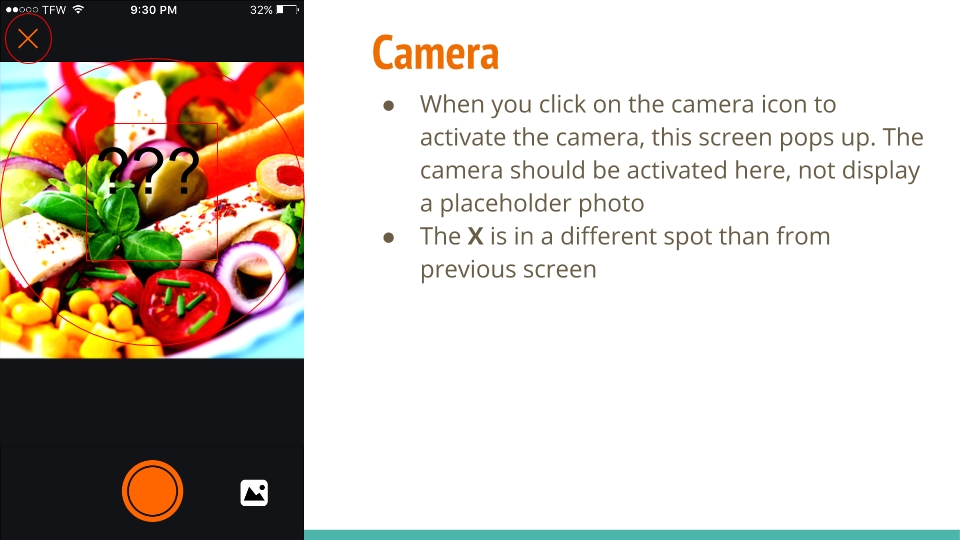 ●●○○○ TFW 9:30 PM 32%
???
Camera
● When you click on the camera icon to
activate the camera, this screen pops up. The
camera should be activated here, not display
a placeholder photo
● The X is in a different spot than from
previous screen